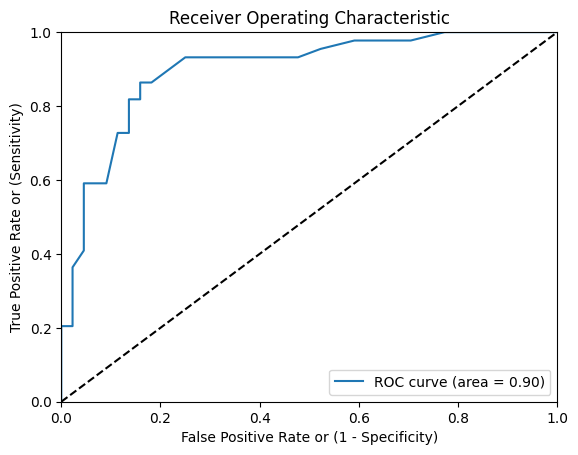 Receiver Operating Characteristic
True Positive Rate or (Sensitivity)
1.0
0.8
0.6
0.4
0.2
0.0
ROC curve (area = 0.90)
0.0 0.2 0.4 0.6 0.8 1.0
False Positive Rate or (1 - Specificity)